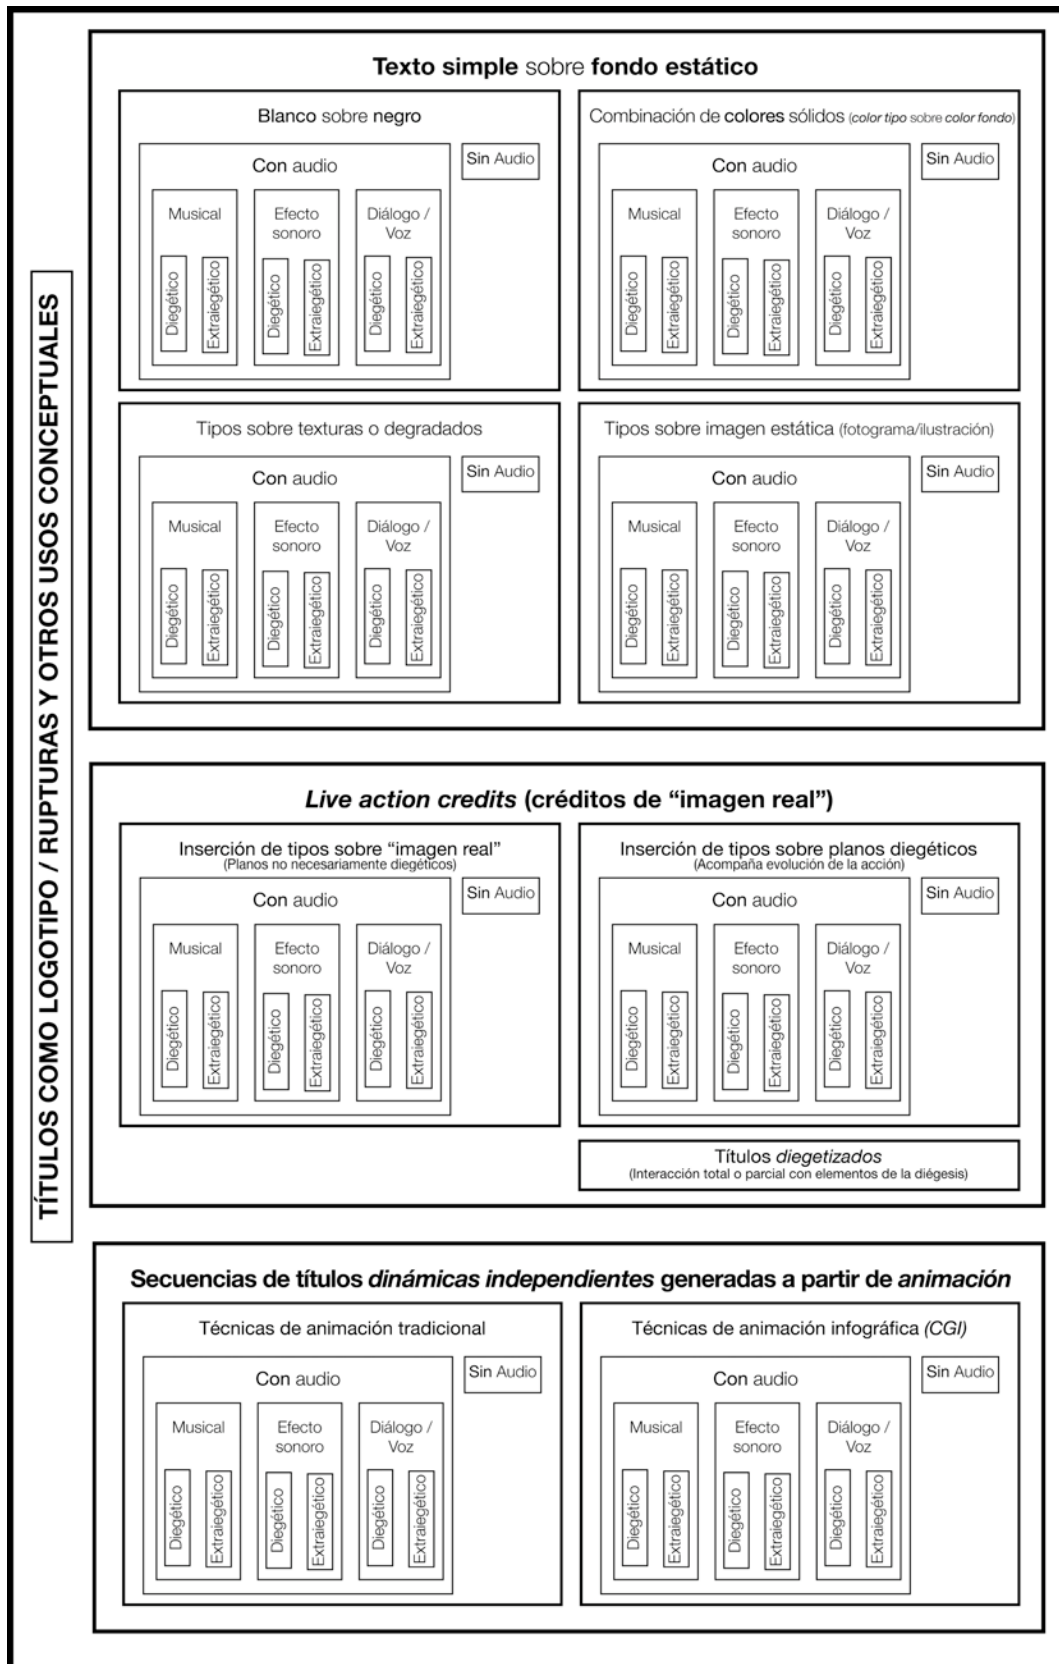 TÍTULOS COMO LOGOTIPO / RUPTURAS Y OTROS USOS CONCEPTUALES
Texto simple sobre fondo estático
Blanco sobre negro
Con audio
Sin Audio
Musical
Diegético
Extraiegético
Efecto
sonoro
Diegético
Extraiegético
Diálogo /
Voz
Diegético
Extraiegético
Combinación de colores sólidos (color tipo sobre color fondo)
Con audio
Sin Audio
Musical
Diegético
Extraiegético
Efecto
sonoro
Diegético
Extraiegético
Diálogo /
Voz
Diegético
Extraiegético
Tipos sobre texturas o degradados
Con audio
Sin Audio
Musical
Diegético
Extraiegético
Efecto
sonoro
Diegético
Extraiegético
Diálogo /
Voz
Diegético
Extraiegético
Tipos sobre imagen estática (fotograma/ilustración)
Con audio
Sin Audio
Musical
Diegético
Extraiegético
Efecto
sonoro
Diegético
Extraiegético
Diálogo /
Voz
Diegético
Extraiegético
Live action credits (créditos de “imagen real”)
Inserción de tipos sobre “imagen real”
(Planos no necesariamente diegéticos)
Con audio
Sin Audio
Musical
Diegético
Extraiegético
Efecto
sonoro
Diegético
Extraiegético
Diálogo /
Voz
Diegético
Extraiegético
Inserción de tipos sobre planos diegéticos
(Acompaña evolución de la acción)
Con audio
Sin Audio
Musical
Diegético
Extraiegético
Efecto
sonoro
Diegético
Extraiegético
Diálogo /
Voz
Diegético
Extraiegético
Títulos diegetizados
(Interacción total o parcial con elementos de la diégesis)
Secuencias de títulos dinámicas independientes generadas a partir de animación
Técnicas de animación tradicional
Con audio
Sin Audio
Musical
Diegético
Extraiegético
Efecto
sonoro
Diegético
Extraiegético
Diálogo /
Voz
Diegético
Extraiegético
Técnicas de animación infográfica (CGI)
Con audio
Sin Audio
Musical
Diegético
Extraiegético
Efecto
sonoro
Diegético
Extraiegético
Diálogo /
Voz
Diegético
Extraiegético